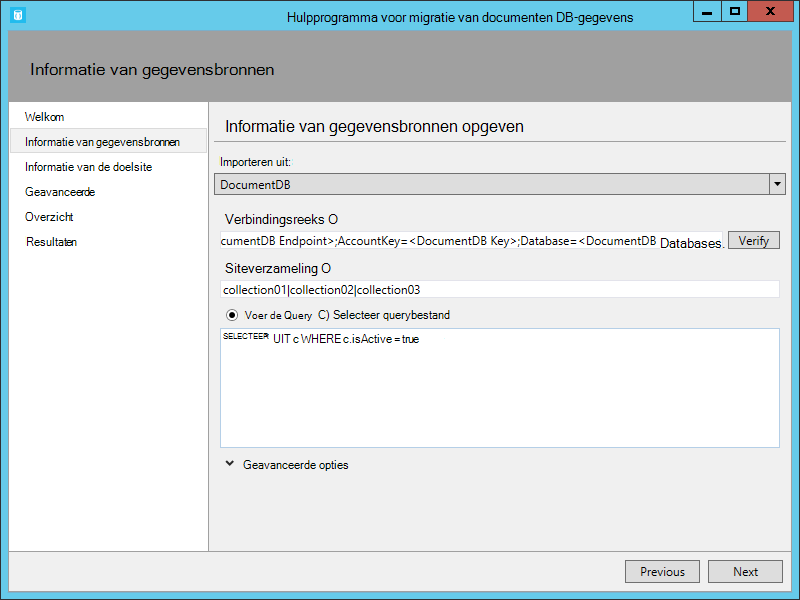 Hulpprogramma voor migratie van documenten DB-gegevens
Informatie van gegevensbronnen
Welkom
Informatie van gegevensbronnen
Informatie van de doelsite
Geavanceerde
Overzicht
Resultaten
Informatie van gegevensbronnen opgeven
Importeren uit:
DocumentDB
Verbindingsreeks O
cumentDB Endpoint>;AccountKey=<DocumentDB Key>;Database=<DocumentDB Databases. Verify
Siteverzameling O
collection01|collection02|collection03
Voer de Query C) Selecteer querybestand
SELECTEER UIT c WHERE c.isActive = true
Geavanceerde opties
Previous Next